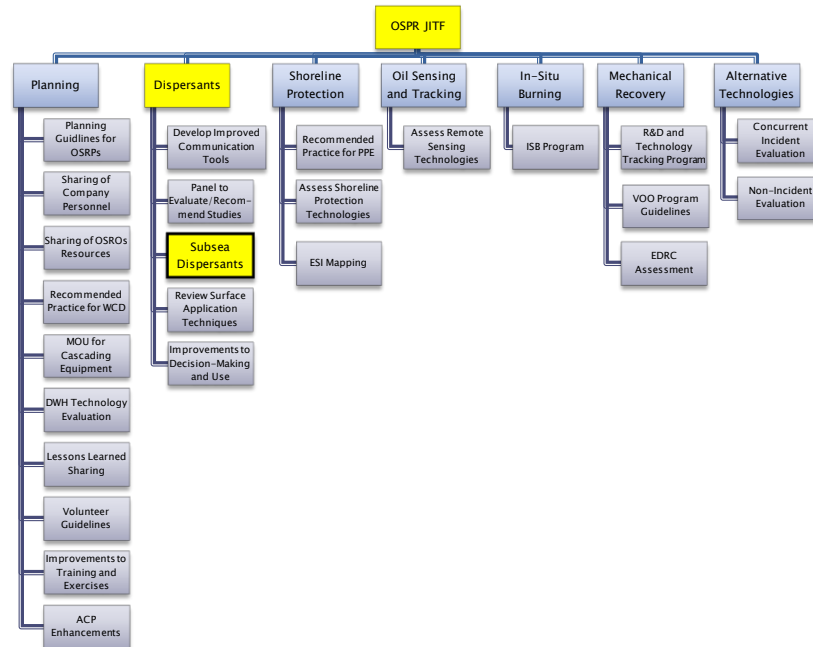 OSPR JITF
Planning
Dispersants
Shoreline
Protection
Oil Sensing
and Tracking
In-Situ
Burning
Mechanical
Recovery
Alternative
Technologies
Planning
Guidlines for
OSRPs
Sharing of
Company
Personnel
Sharing of OSROs
Resources
Recommended
Practice for WCD
MOU for
Cascading
Equipment
DWH Technology
Evaluation
Lessons Learned
Sharing
Volunteer
Guidelines
Improvements to
Training and
Exercises
ACP
Enhancements
Develop Improved
Communication
Tools
Panel to
Evaluate/Recom-
mend Studies
Subsea
Dispersants
Review Surface
Application
Techniques
Improvements to
Decision-Making
and Use
Recommended
Practice for PPE
Assess Shoreline
Protection
Technologies
ESI Mapping
Assess Remote
Sensing
Technologies
ISB Program
R&D and
Technology
Tracking Program
VOO Program
Guidelines
EDRC
Assessment
Concurrent
Incident
Evaluation
Non-Incident
Evaluation